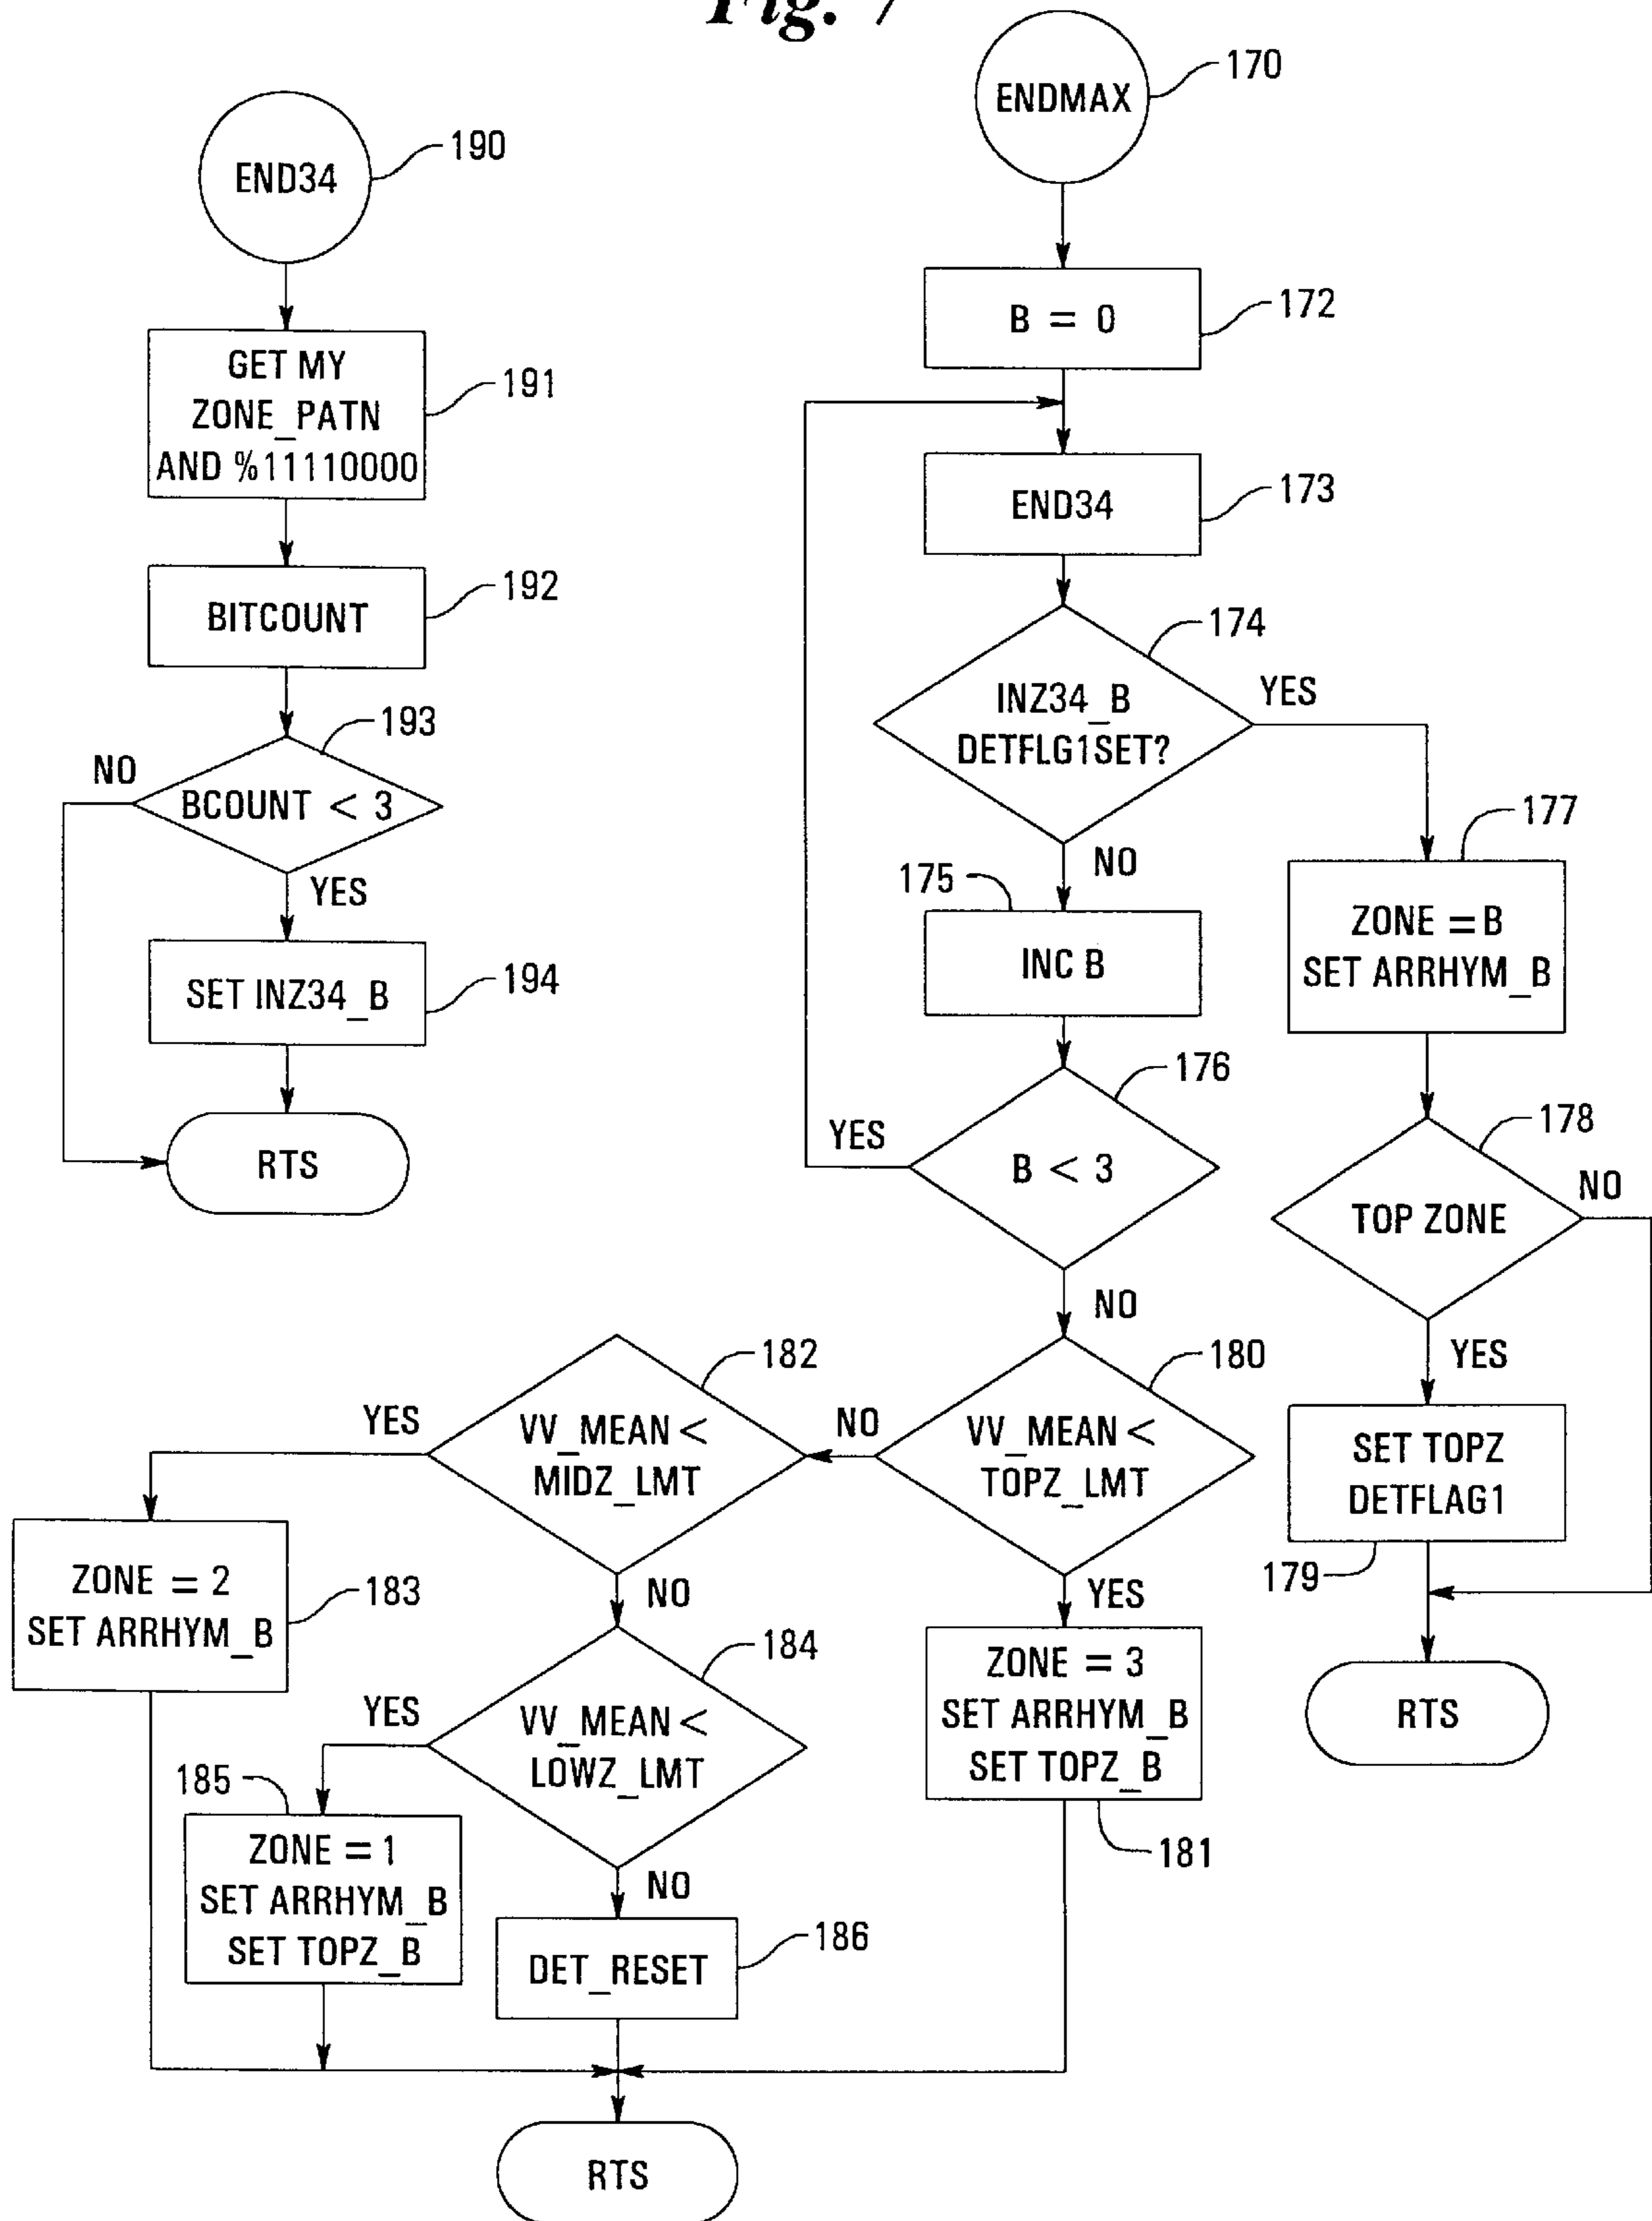 Fig. 7
END34
190
GET MY
ZONE_PATN
AND %11110000
191
BITCOUNT
192
193
NO
BCOUNT < 3
YES
SET INZ34_B
194
RTS
ENDMAX
170
B = 0
172
END34
173
174
INZ34_B
DETFLG1SET?
YES
NO
175
INC B
176
YES
B < 3
NO
177
ZONE = B
SET ARRHYM_B
178
NO
TOP ZONE
YES
SET TOPZ
DETFLAG1
179
RTS
180
VV_MEAN <
TOPZ_LMT
NO
YES
ZONE = 3
SET ARRHYM_B
SET TOPZ_B
181
182
YES
VV_MEAN <
MIDZ_LMT
NO
ZONE = 2
SET ARRHYM_B
183
184
YES
VV_MEAN <
LOWZ_LMT
NO
185
ZONE = 1
SET ARRHYM_B
SET TOPZ_B
DET_RESET
186
RTS